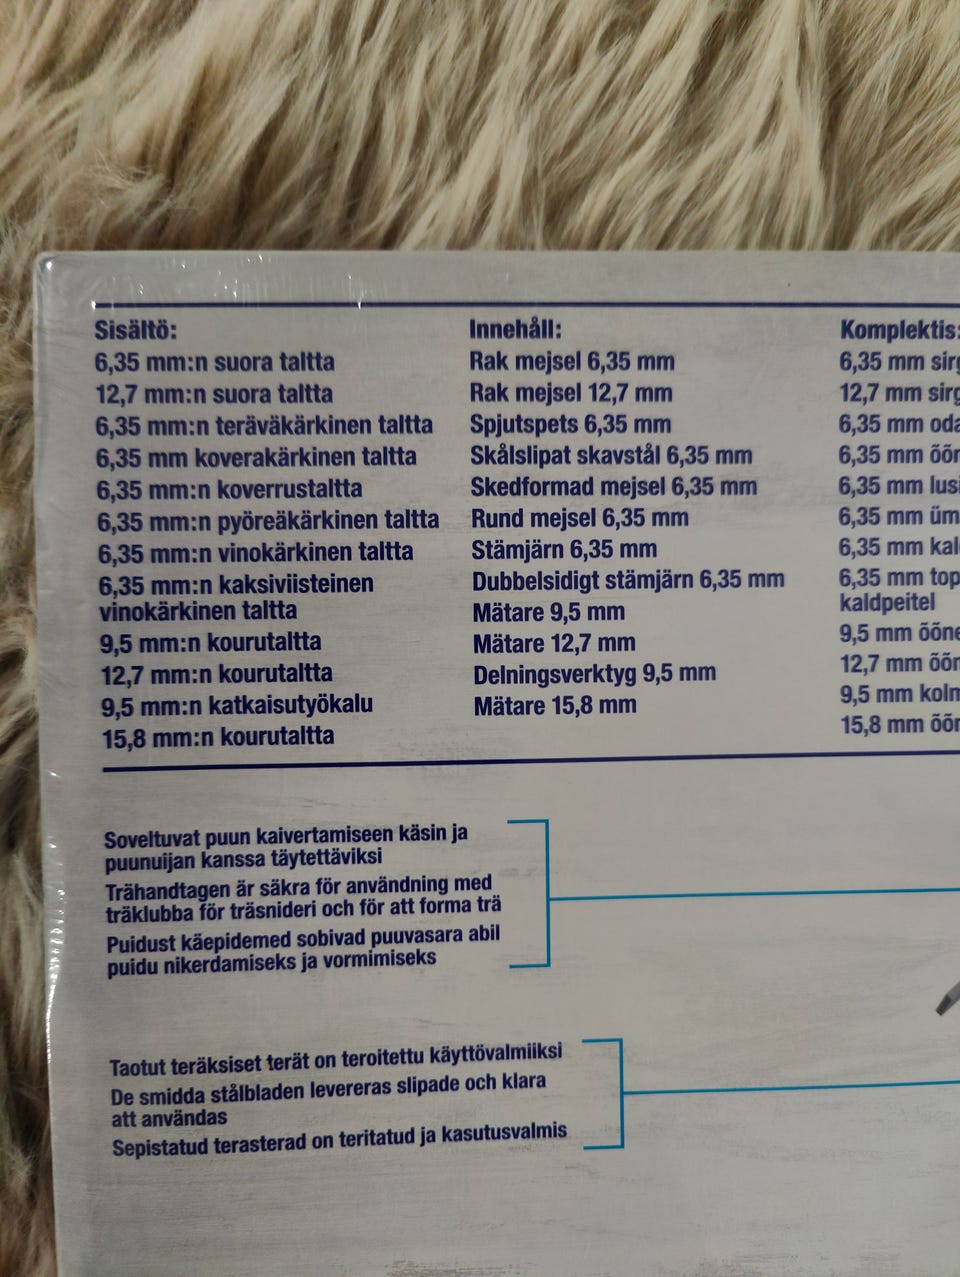 Sisältö:
6,35 mm:n suora taltta
12,7 mm:n suora taltta
6,35 mm:n teräväkärkinen taltta
6,35 mm koverakärkinen taltta
6,35 mm:n koverrustaltta
6,35 mm:n pyöreäkärkinen taltta
6,35 mm:n vinokärkinen taltta
6,35 mm:n kaksiviisteinen
vinokärkinen taltta
9,5 mm:n kourutaltta
12,7 mm:n kourutaltta
9,5 mm:n katkaisutyökalu
15,8 mm:n kourutaltta
Innehåll:
Rak mejsel 6,35 mm
Rak mejsel 12,7 mm
Spjutspets 6,35 mm
Skålslipat skavstål 6,35 mm
Skedformad mejsel 6,35 mm
Rund mejsel 6,35 mm
Stämjärn 6,35 mm
Dubbelsidigt stämjärn 6,35 mm
Mätare 9,5 mm
Mätare 12,7 mm
Delningsverktyg 9,5 mm
Mätare 15,8 mm
Komplektis:
6,35 mm
12,7 mm
6,35 mm
6,35 mm
6,35 mm
6,35 mm
6,35 mm
6,35 mm
kaldpeitel
9,5 mm
12,7 mm
9,5 mm
15,8 mm
Soveltuvat puun kaivertamiseen käsin ja
puunuijan kanssa täytettäviksi
Trähandtagen är säkra för användning med
träklubba för träsnideri och för att forma trä
Puidust käepidemed sobivad puuvasara abil
puidu nikerdamiseks ja vormimiseks
Taotut teräksiset terät on teroitettu käyttövalmiiksi
De smidda stålbladen levereras slipade och klara
att användas
Sepistatud terasterad on teritatud ja kasutusvalmis